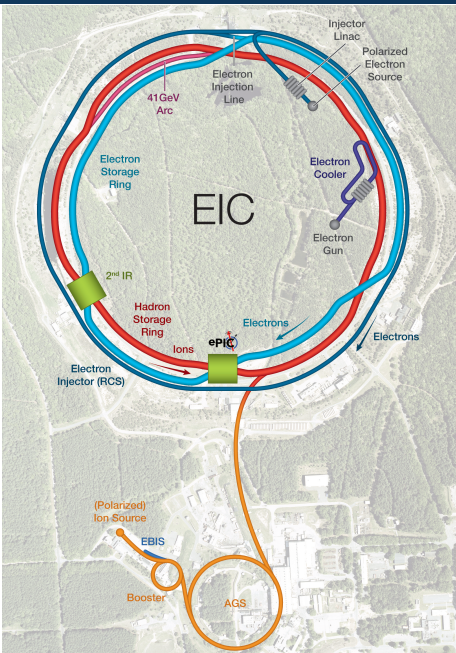 Injector
Linac
Polarized
Electron
Source
Electron
Injection
Line
41GeV
Arc
Electron
Storage
Ring
Electron
Cooler
EIC
Electron
Gun
2nd IR
Hadron
Storage
Ring
Electrons
ePIC
Ions
Electrons
Electron
Injector (RCS)
(Polarized)
Ion Source
EBIS
Booster
AGS